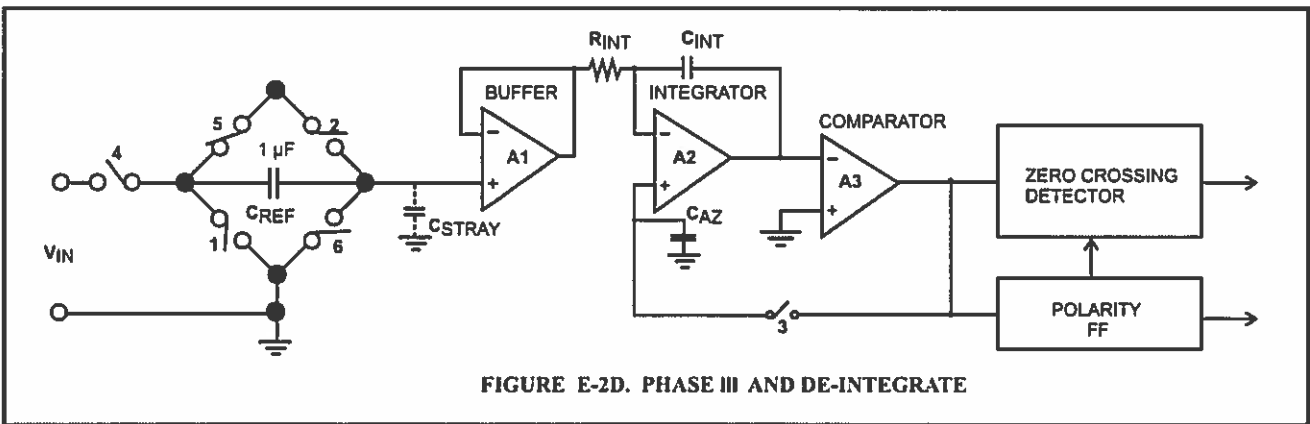 RINT
CINT
BUFFER
INTEGRATOR
COMPARATOR
5
2
4
1 µF
CREF
1
6
A1
A2
A3
-
+
-
+
-
+
CSTRAY
CAZ
VIN
3
ZERO CROSSING
DETECTOR
POLARITY
FF
FIGURE E-2D. PHASE III AND DE-INTEGRATE